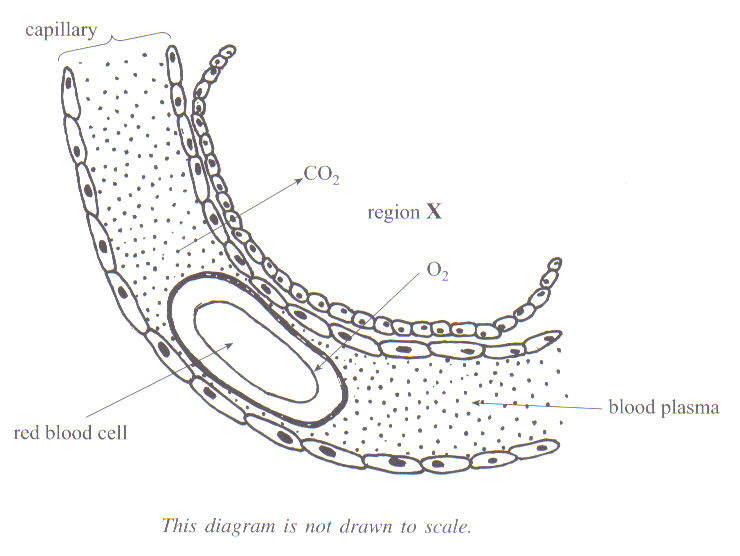 capillary
CO₂
region X
O₂
blood plasma
red blood cell
This diagram is not drawn to scale.